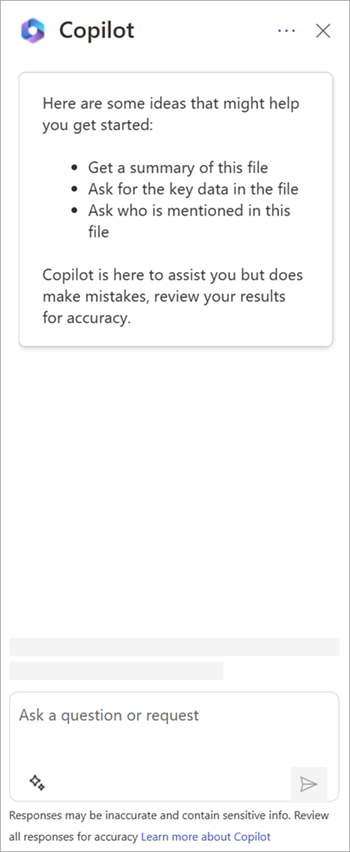 Copilot
Here are some ideas that might help
you get started:
Get a summary of this file
Ask for the key data in the file
Ask who is mentioned in this
file
Copilot is here to assist you but does
make mistakes, review your results
for accuracy.
Ask a question or request
Responses may be inaccurate and contain sensitive info. Review
all responses for accuracy Learn more about Copilot